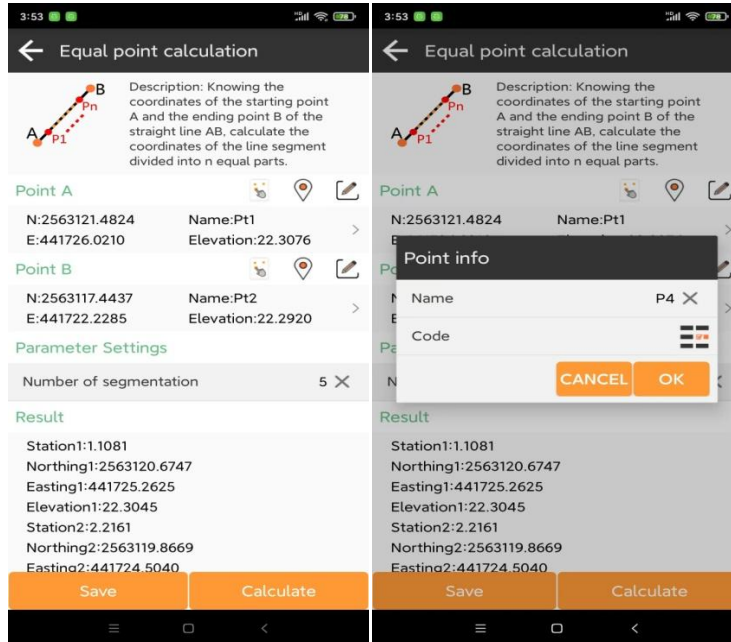 3:53
78
Equal point calculation
B
Pn
A
P1
Description: Knowing the
coordinates of the starting point
A and the ending point B of the
straight line AB, calculate the
coordinates of the line segment
divided into n equal parts.
Point A
N:2563121.4824 Name:Pt1
E:441726.0210 Elevation:22.3076
Point B
N:2563117.4437 Name:Pt2
E:441722.2285 Elevation:22.2920
Parameter Settings
Number of segmentation 5
Result
Station1:1.1081
Northing1:2563120.6747
Easting1:441725.2625
Elevation1:22.3045
Station2:2.2161
Northing2:2563119.8669
Easting2:441724.5040
Save Calculate
3:53
78
Equal point calculation
B
Pn
A
P1
Description: Knowing the
coordinates of the starting point
A and the ending point B of the
straight line AB, calculate the
coordinates of the line segment
divided into n equal parts.
Point A
N:2563121.4824 Name:Pt1
Point info
Name P4
Code
CANCEL OK
Result
Station1:1.1081
Northing1:2563120.6747
Easting1:441725.2625
Elevation1:22.3045
Station2:2.2161
Northing2:2563119.8669
Easting2:441724.5040
Save Calculate